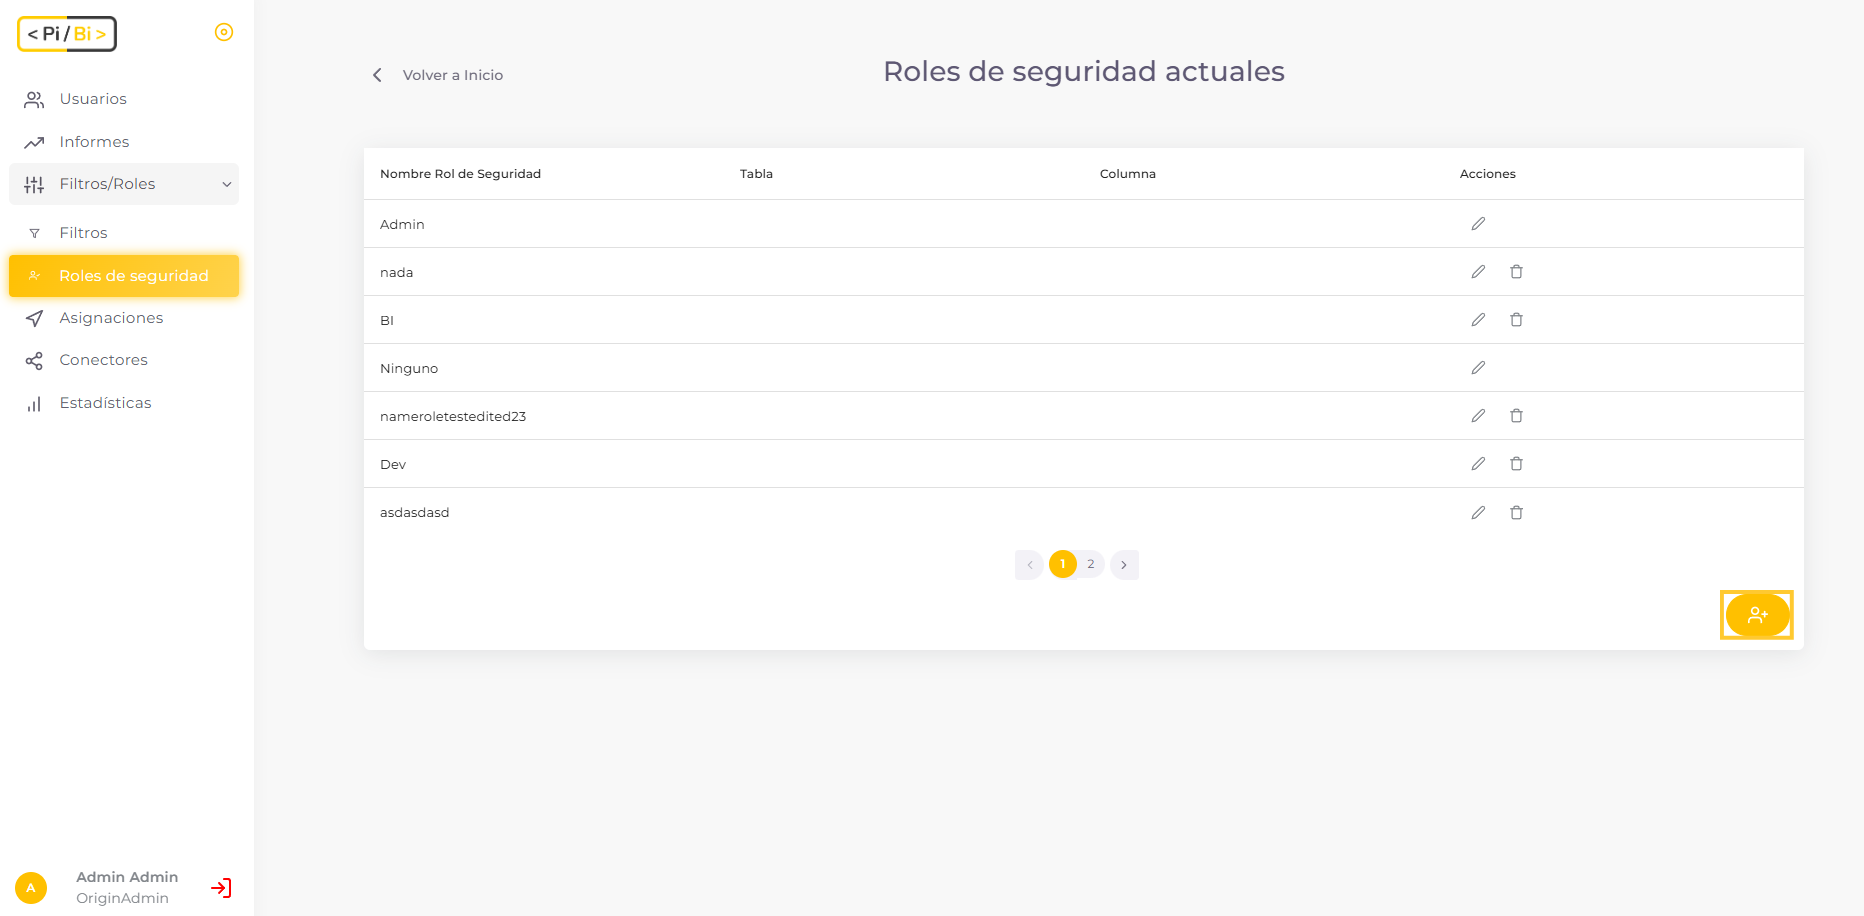 < Pi / Bi >
Usuarios
Informes
Filtros/Roles
Filtros
Roles de seguridad
Asignaciones
Conectores
Estadísticas
A
Admin Admin
OriginAdmin
Volver a Inicio
Roles de seguridad actuales
Nombre Rol de Seguridad Tabla Columna Acciones
Admin
nada
BI
Ninguno
nameroletestedited23
Dev
asdasdasd
1 2